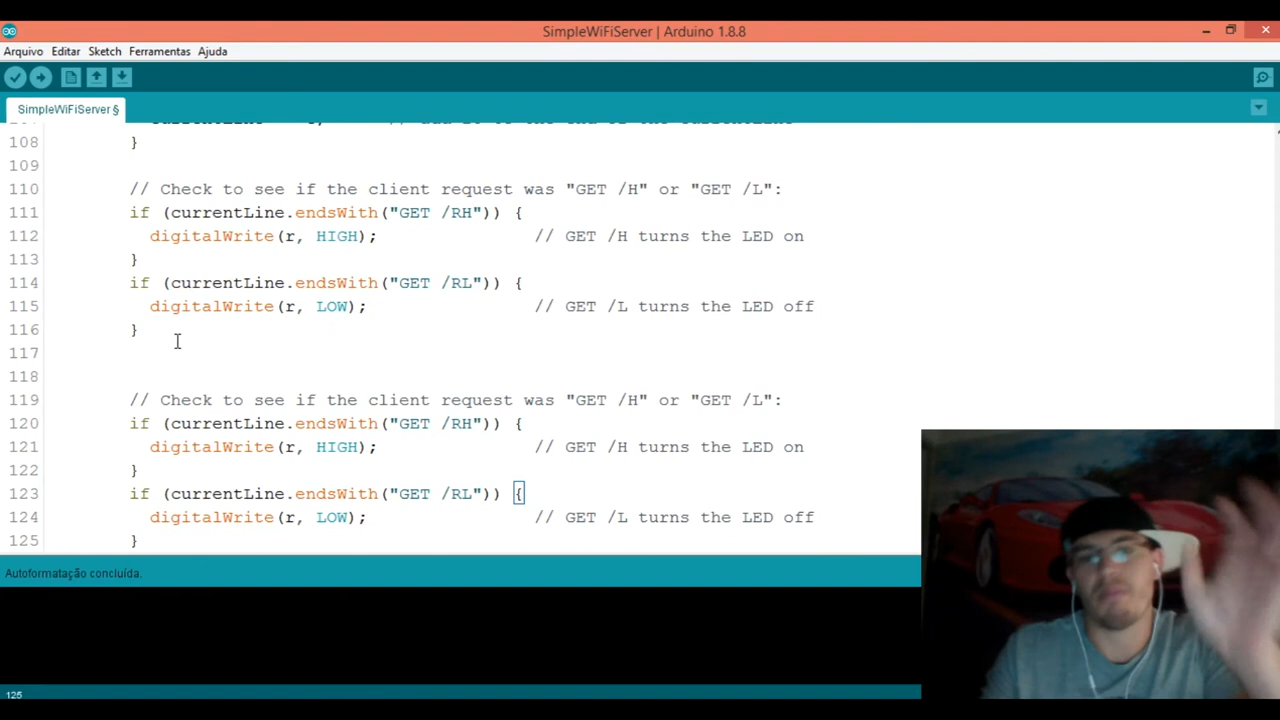 SimpleWiFiServer | Arduino 1.8.8
Arquivo Editar Sketch Ferramentas Ajuda
SimpleWiFiServer §
108 }
109
110 // Check to see if the client request was "GET /H" or "GET /L":
111 if (currentLine.endsWith("GET /RH")) {
112 digitalWrite(r, HIGH); // GET /H turns the LED on
113 }
114 if (currentLine.endsWith("GET /RL")) {
115 digitalWrite(r, LOW); // GET /L turns the LED off
116 }
117
118
119 // Check to see if the client request was "GET /H" or "GET /L":
120 if (currentLine.endsWith("GET /RH")) {
121 digitalWrite(r, HIGH); // GET /H turns the LED on
122 }
123 if (currentLine.endsWith("GET /RL")) {
124 digitalWrite(r, LOW); // GET /L turns the LED off
125 }
Autoformatação concluída.
125